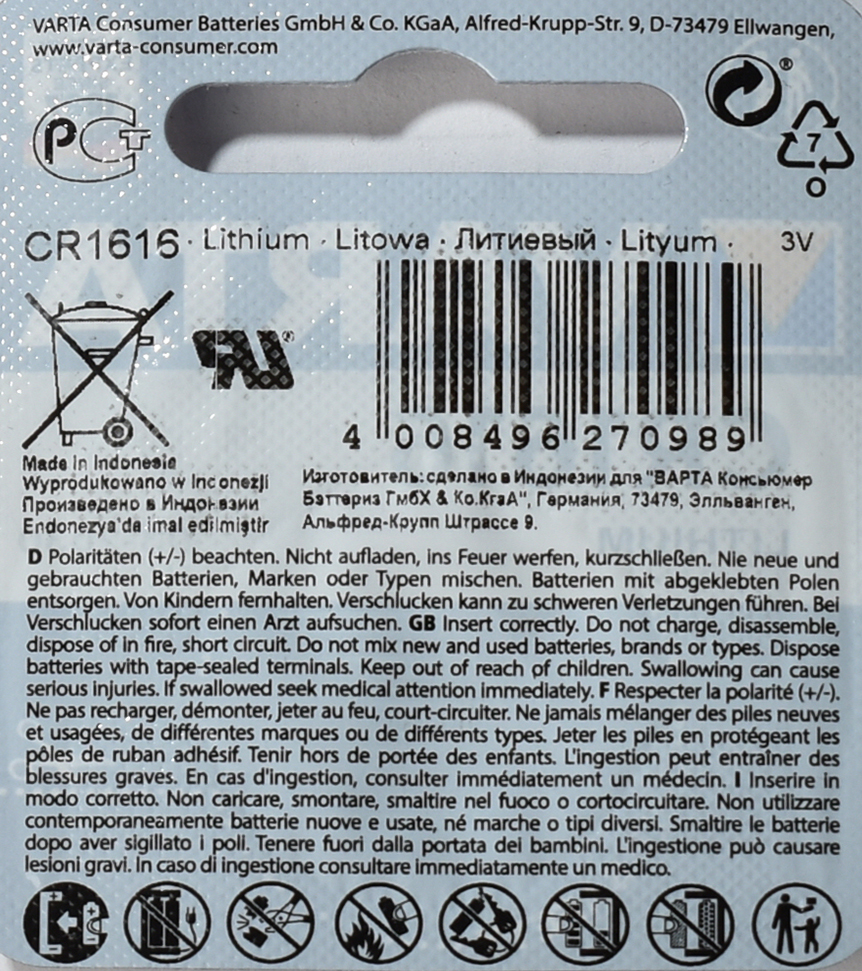 VARTA Consumer Batteries GmbH & Co. KGaA, Alfred-Krupp-Str. 9, D-73479 Ellwangen,
www.varta-consumer.com
7
O
CR1616 · Lithium · Litowa · Литиевый · Lityum · 3V
4 008496 270989
Made in Indonesia
Wyprodukowano w Indonezji
Произведено в Индонезии
Endonezya'da imal edilmiştir
Изготовитель:сделано в Индонезии для "ВАРТА Консьюмер
Баттериз ГмбХ & Ко.КгаА", Германия, 73479, Элльванген,
Альфред-Крупп Штрассе 9.
D Polaritäten (+/-) beachten. Nicht aufladen, ins Feuer werfen, kurzschließen. Nie neue und
gebrauchten Batterien, Marken oder Typen mischen. Batterien mit abgeklebten Polen
entsorgen. Von Kindern fernhalten. Verschlucken kann zu schweren Verletzungen führen. Bei
Verschlucken sofort einen Arzt aufsuchen. GB Insert correctly. Do not charge, disassemble,
dispose of in fire, short circuit. Do not mix new and used batteries, brands or types. Dispose
batteries with tape-sealed terminals. Keep out of reach of children. Swallowing can cause
serious injuries. If swallowed seek medical attention immediately. F Respecter la polarité (+/-).
Ne pas recharger, démonter, jeter au feu, court-circuiter. Ne jamais mélanger des piles neuves
et usagées, de différentes marques ou de différents types. Jeter les piles en protégeant les
pôles de ruban adhésif. Tenir hors de portée des enfants. L'ingestion peut entraîner des
blessures graves. En cas d'ingestion, consulter immédiatement un médecin. I Inserire in
modo corretto. Non caricare, smontare, smaltire nel fuoco o cortocircuitare. Non utilizzare
contemporaneamente batterie nuove e usate, né marche o tipi diversi. Smaltire le batterie
dopo aver sigillato i poli. Tenere fuori dalla portata dei bambini. L'ingestione può causare
lesioni gravi. In caso di ingestione consultare immediatamente un medico.